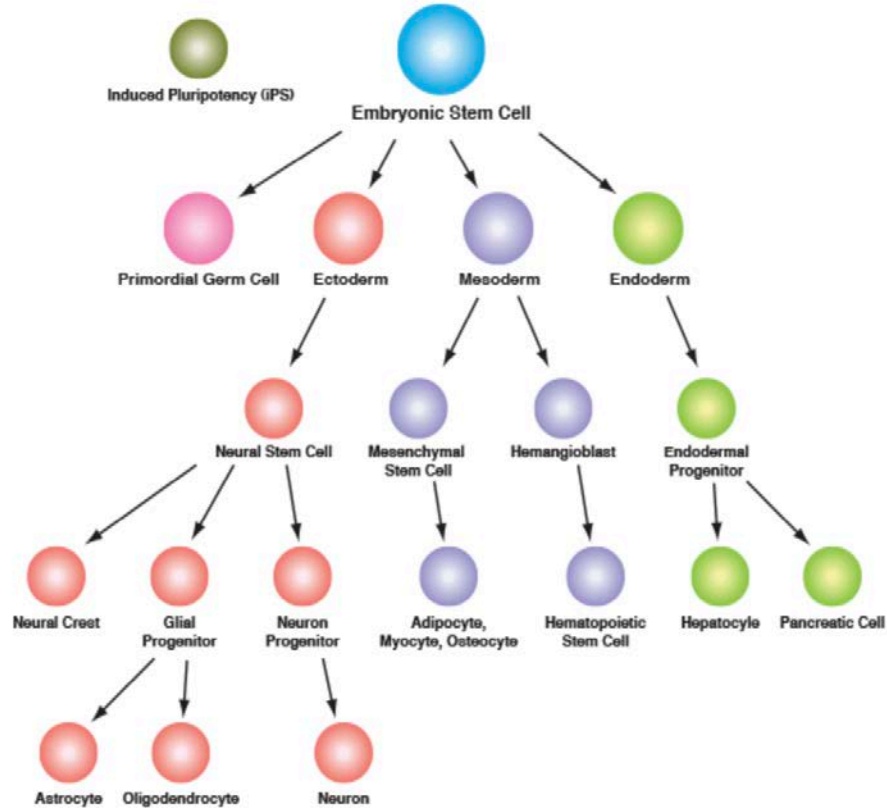 Induced Pluripotency (iPS)
Embryonic Stem Cell
Primordial Germ Cell
Ectoderm
Mesoderm
Endoderm
Neural Stem Cell
Mesenchymal
Stem Cell
Hemangioblast
Endodermal
Progenitor
Neural Crest
Glial
Progenitor
Neuron
Progenitor
Adipocyte,
Myocyte, Osteocyte
Hematopoietic
Stem Cell
Hepatocyle
Pancreatic Cell
Astrocyte
Oligodendrocyte
Neuron